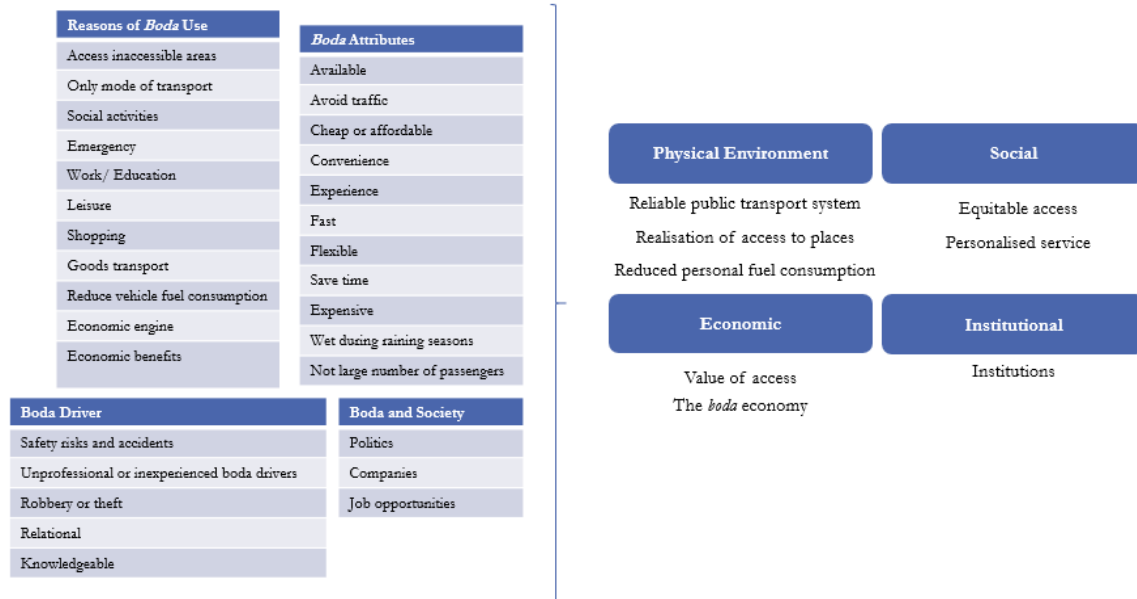 Reasons of Boda Use
Access inaccessible areas
Only mode of transport
Social activities
Emergency
Work/ Education
Leisure
Shopping
Goods transport
Reduce vehicle fuel consumption
Economic engine
Economic benefits
Boda Attributes
Available
Avoid traffic
Cheap or affordable
Convenience
Experience
Fast
Flexible
Save time
Expensive
Wet during raining seasons
Not large number of passengers
Boda Driver
Safety risks and accidents
Unprofessional or inexperienced boda drivers
Robbery or theft
Relational
Knowledgeable
Boda and Society
Politics
Companies
Job opportunities
Physical Environment
Reliable public transport system
Realisation of access to places
Reduced personal fuel consumption
Social
Equitable access
Personalised service
Economic
Value of access
The boda economy
Institutional
Institutions